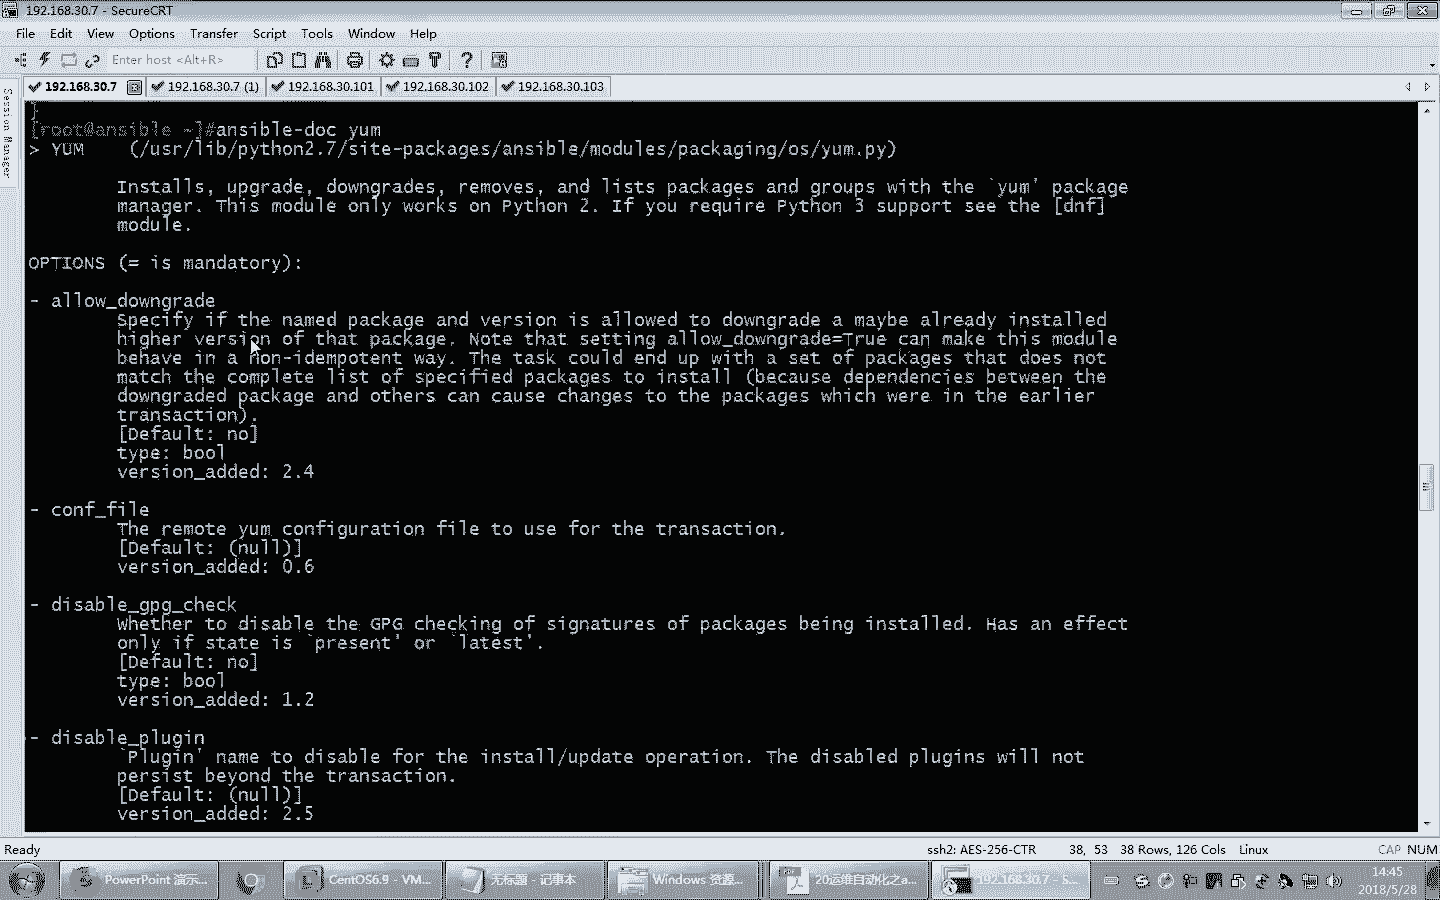 192.168.30.7 - SecureCRT
File Edit View Options Transfer Script Tools Window Help
Enter host <Alt+R>
192.168.30.7 192.168.30.7 (1) 192.168.30.101 192.168.30.102 192.168.30.103
Session Manager
}
[root@ansible ~]#ansible-doc yum
> YUM    (/usr/lib/python2.7/site-packages/ansible/modules/packaging/os/yum.py)
Installs, upgrade, downgrades, removes, and lists packages and groups with the `yum' package
manager. This module only works on Python 2. If you require Python 3 support see the [dnf]
module.
OPTIONS (= is mandatory):
- allow_downgrade
Specify if the named package and version is allowed to downgrade a maybe already installed
higher version of that package. Note that setting allow_downgrade=True can make this module
behave in a non-idempotent way. The task could end up with a set of packages that does not
match the complete list of specified packages to install (because dependencies between the
downgraded package and others can cause changes to the packages which were in the earlier
transaction).
[Default: no]
type: bool
version_added: 2.4
- conf_file
The remote yum configuration file to use for the transaction.
[Default: (null)]
version_added: 0.6
- disable_gpg_check
Whether to disable the GPG checking of signatures of packages being installed. Has an effect
only if state is `present' or `latest'.
[Default: no]
type: bool
version_added: 1.2
- disable_plugin
`Plugin' name to disable for the install/update operation. The disabled plugins will not
persist beyond the transaction.
[Default: (null)]
version_added: 2.5
Ready ssh2: AES-256-CTR 38, 53 38 Rows, 126 Cols Linux CAP NUM
PowerPoint 演示... CentOS6.9 - VM... 无标题 - 记事本 Windows 资源... 20运维自动化之a... 192.168.30.7 - S... 14:45
2018/5/28